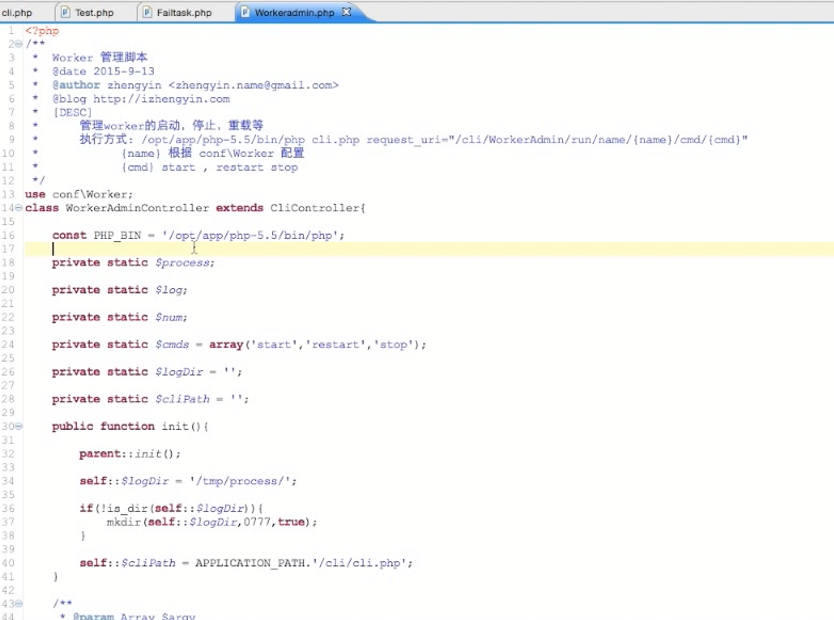 cli.php Test.php Failtask.php Workeradmin.php
1 <?php
2 /**
3 * Worker 管理脚本
4 * @date 2015-9-13
5 * @author zhengyin <zhengyin.name@gmail.com>
6 * @blog http://izhengyin.com
7 * [DESC]
8 * 管理worker的启动，停止，重载等
9 * 执行方式: /opt/app/php-5.5/bin/php cli.php request_uri="/cli/WorkerAdmin/run/name/{name}/cmd/{cmd}"
10 * {name} 根据 conf\Worker 配置
11 * {cmd} start , restart stop
12 */
13 use conf\Worker;
14 class WorkerAdminController extends CliController{
15
16 const PHP_BIN = '/opt/app/php-5.5/bin/php';
17
18 private static $process;
19
20 private static $log;
21
22 private static $num;
23
24 private static $cmds = array('start','restart','stop');
25
26 private static $logDir = '';
27
28 private static $cliPath = '';
29
30 public function init(){
31
32 parent::init();
33
34 self::$logDir = '/tmp/process/';
35
36 if(!is_dir(self::$logDir)){
37 mkdir(self::$logDir,0777,true);
38 }
39
40 self::$cliPath = APPLICATION_PATH.'/cli/cli.php';
41 }
42
43 /**
44 * @param Array $argv